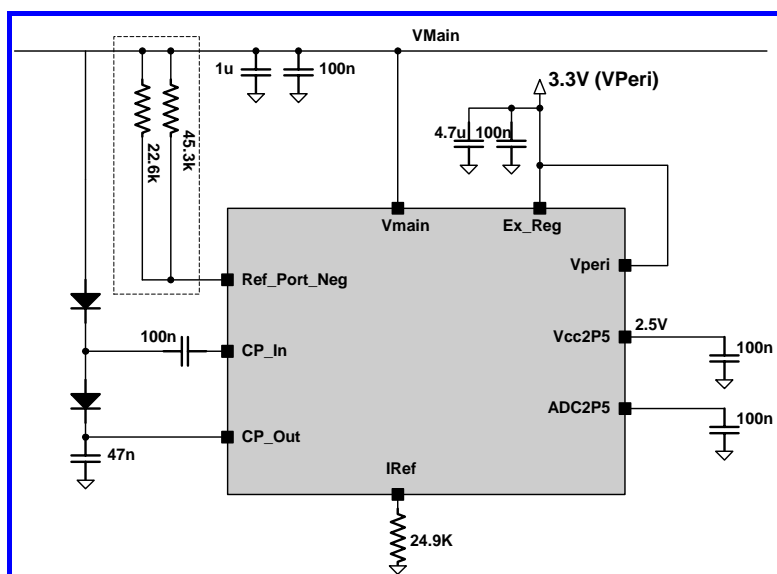 VMain
1u
100n
3.3V (VPeri)
22.6k
45.3k
4.7u
100n
Vmain
Ex_Reg
Vperi
Ref_Port_Neg
100n
CP_In
Vcc2P5
2.5V
100n
ADC2P5
100n
CP_Out
47n
IRef
24.9K